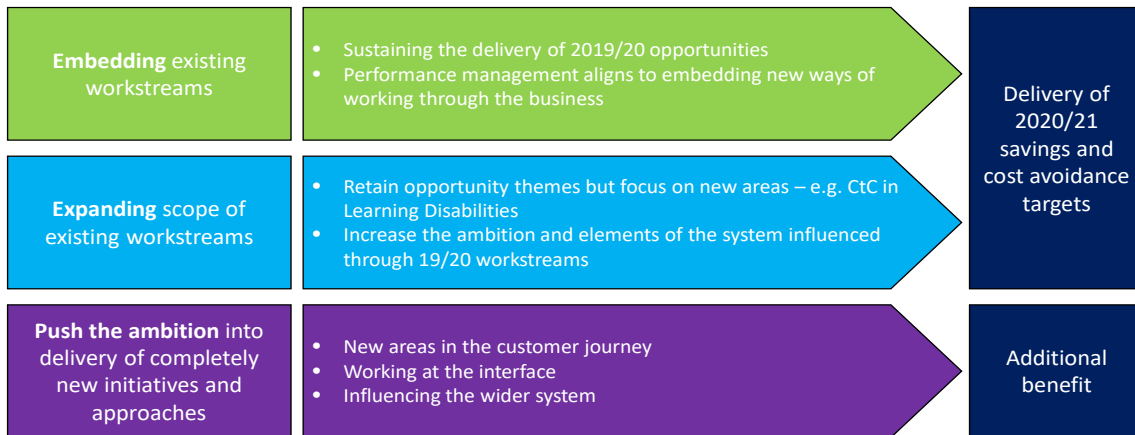 Embedding existing
workstreams
• Sustaining the delivery of 2019/20 opportunities
• Performance management aligns to embedding new ways of
working through the business
Delivery of
2020/21
savings and
cost avoidance
targets
Expanding scope of
existing workstreams
• Retain opportunity themes but focus on new areas – e.g. CtC in
Learning Disabilities
• Increase the ambition and elements of the system influenced
through 19/20 workstreams
Push the ambition into
delivery of completely
new initiatives and
approaches
• New areas in the customer journey
• Working at the interface
• Influencing the wider system
Additional
benefit